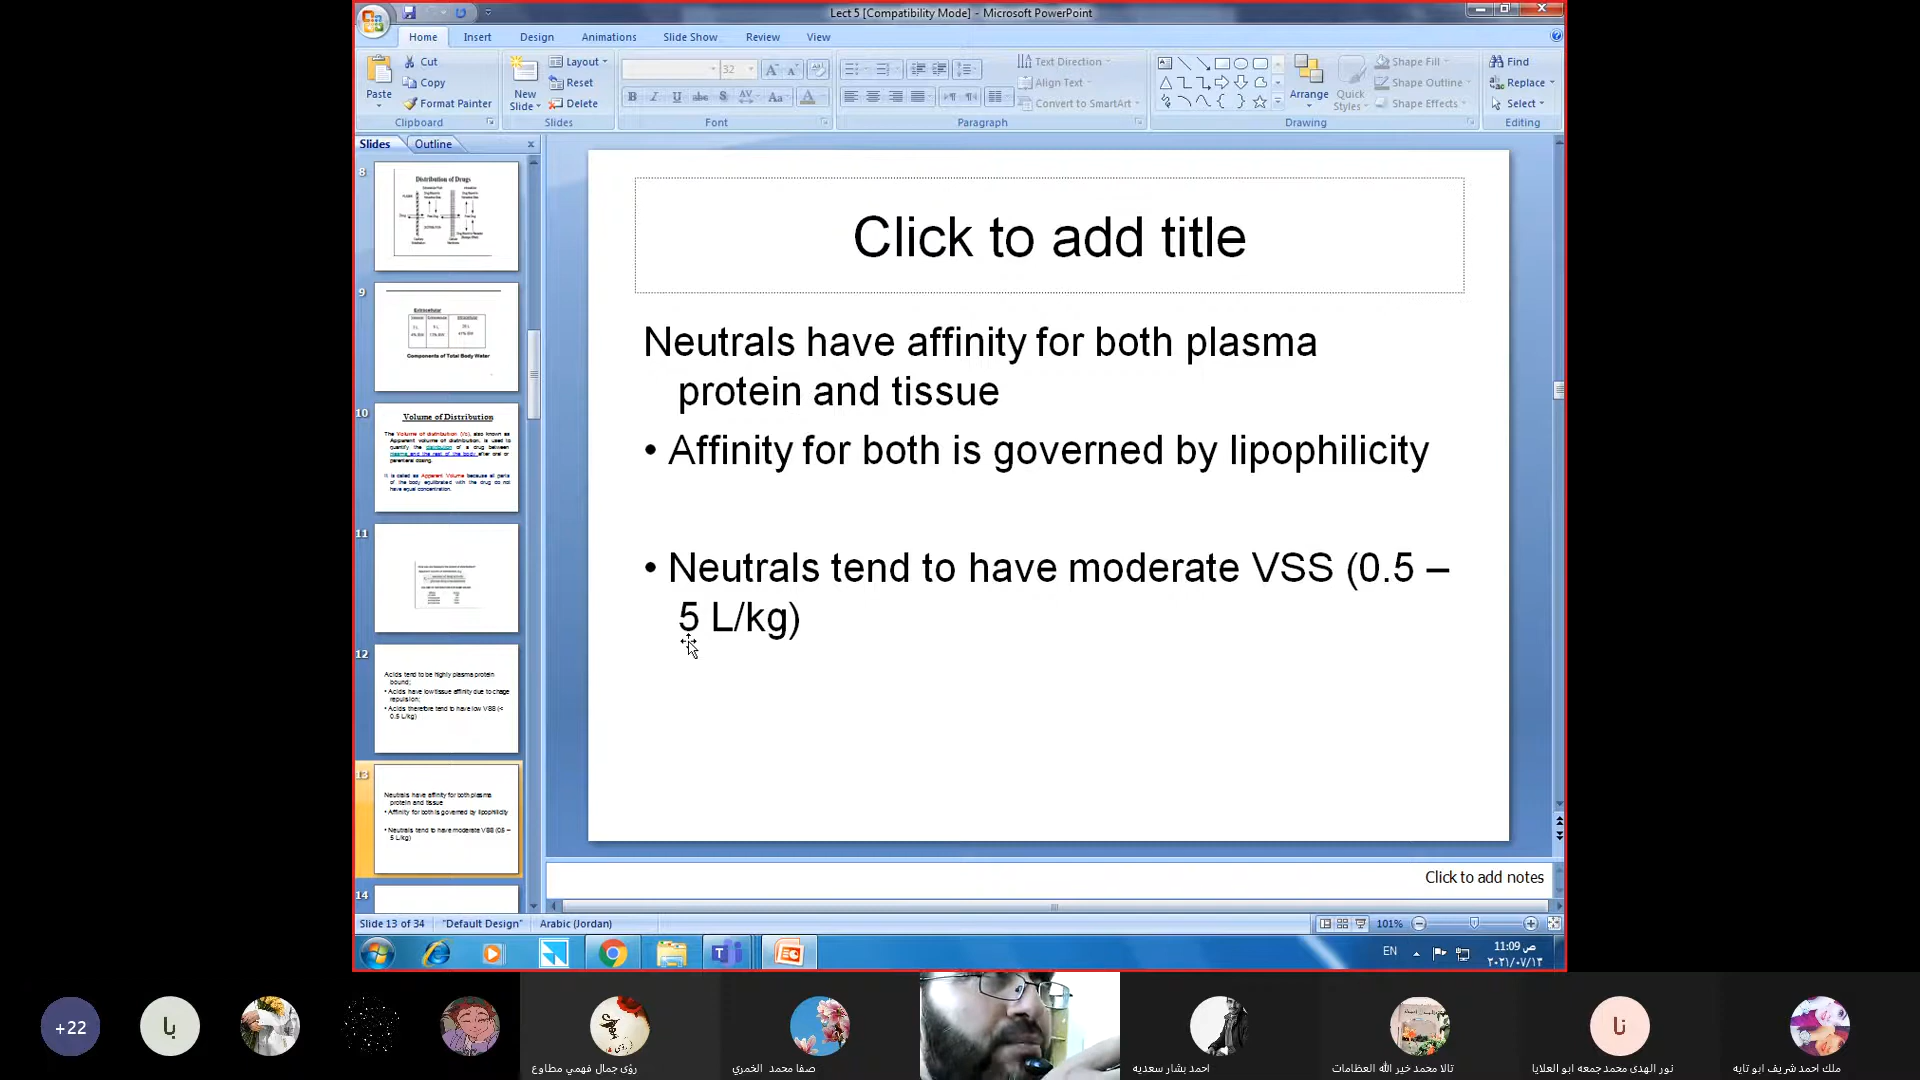 Lect 5 [Compatibility Mode] - Microsoft PowerPoint
Home Insert Design Animations Slide Show Review View
Cut
Copy
Format Painter
Paste
Clipboard
New Slide
Layout
Reset
Delete
Slides
32
Font
Text Direction
Align Text
Convert to SmartArt
Paragraph
Arrange
Quick Styles
Shape Fill
Shape Outline
Shape Effects
Drawing
Find
Replace
Select
Editing
Slides Outline
8
Distribution of Drugs
9
Extracellular
Components of Total Body Water
10
Volume of Distribution
The Volume of distribution (VD), also known as
Apparent volume of distribution, is used to
quantify the distribution of a drug between
plasma and the rest of the body after oral or
parenteral dosing.
It is called as Apparent Volume because all parts
of the body equilibrated with the drug do not
have equal concentration.
11
12
Acids tend to be highly plasma protein
bound;
• Acids have low tissue affinity due to charge
repulsion;
• Acids therefore tend to have low VSS (<
0.5 L/kg)
13
Neutrals have affinity for both plasma
protein and tissue
• Affinity for both is governed by lipophilicity
• Neutrals tend to have moderate VSS (0.5 –
5 L/kg)
14
Click to add title
Neutrals have affinity for both plasma
protein and tissue
• Affinity for both is governed by lipophilicity
• Neutrals tend to have moderate VSS (0.5 –
5 L/kg)
Click to add notes
Slide 13 of 34 "Default Design" Arabic (Jordan) 101%
EN
11:09 ص
٢٠٢١/٠٧/١٣
+22
با
نا
رؤى جمال فهمي مطاوع
صفا محمد الخمري
احمد بشار سعديه
تالا محمد خير الله العظامات
نور الهدى محمد جمعه ابو العلايا
ملك احمد شريف ابو تايه